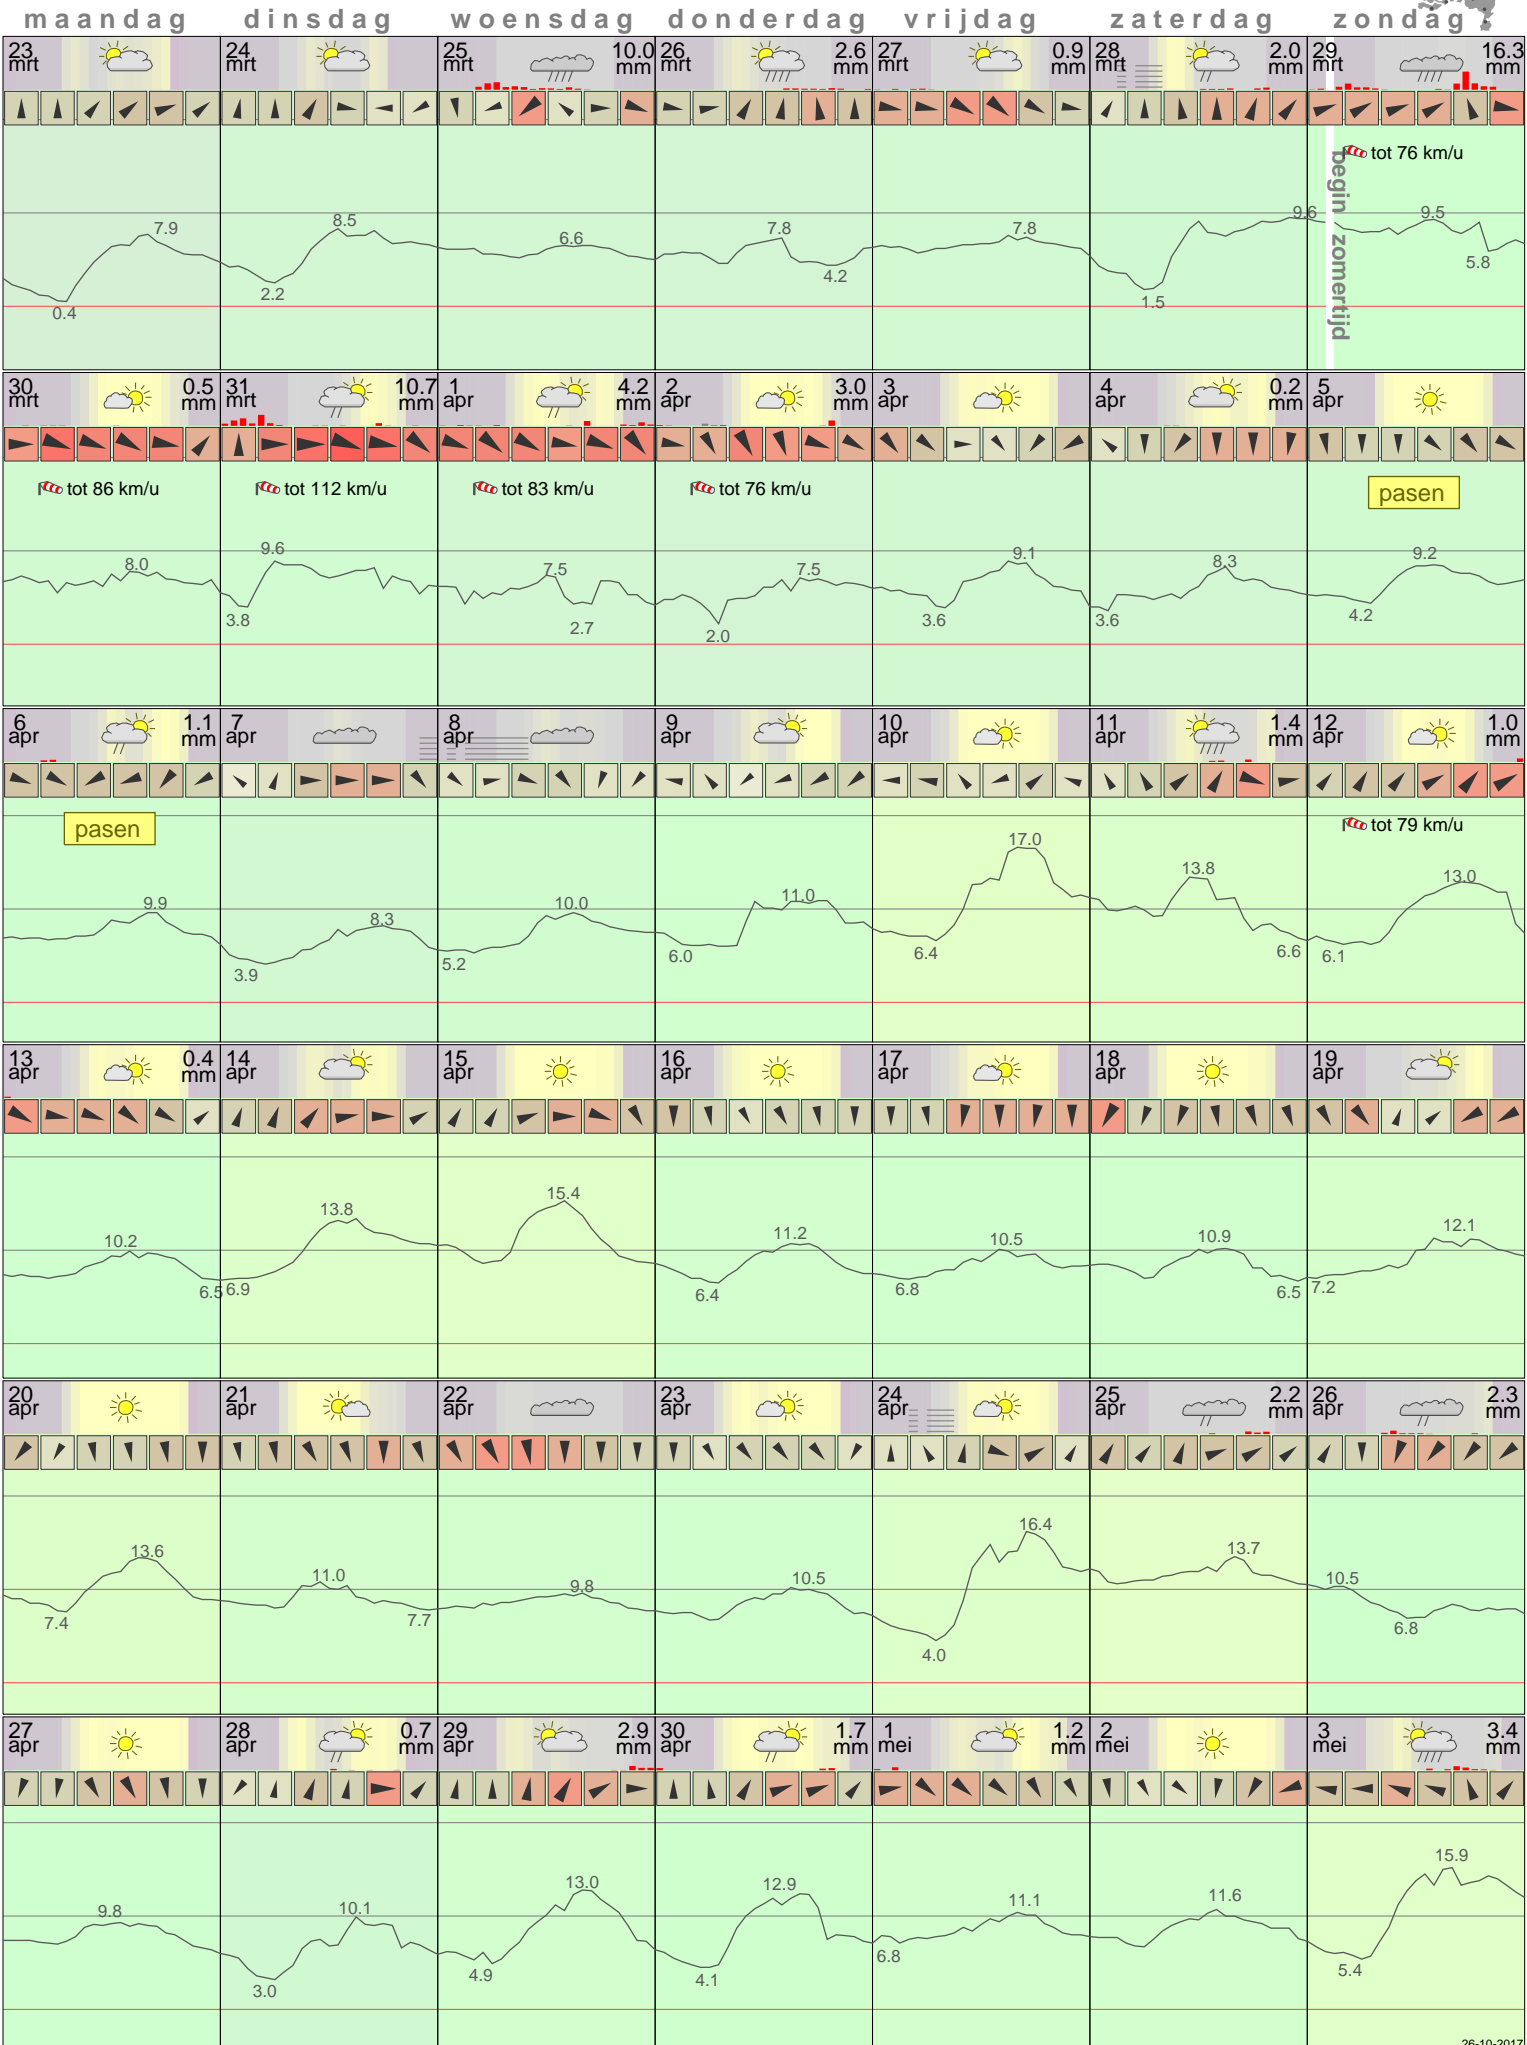 maandag dinsdag woensdag donderdag vrijdag zaterdag zondag
23 24 25 10.0 26 2.6 27 0.9 28 2.0 29 16.3
mrt mrt mrt mm mrt mm mrt mm mrt mm mrt mm
tot 76 km/u
begin zomertijd
7.9 8.5 6.6 7.8 7.8 9.6 9.5
0.4 2.2 4.2 1.5 5.8
30 0.5 31 10.7 1 4.2 2 3.0 3 4 0.2 5
mrt mm mrt mm apr mm apr mm apr apr mm apr
tot 86 km/u tot 112 km/u tot 83 km/u tot 76 km/u pasen
8.0 9.6 7.5 7.5 9.1 8.3 9.2
3.8 2.7 2.0 3.6 3.6 4.2
6 1.1 7 8 9 10 11 1.4 12 1.0
apr mm apr apr apr apr apr mm apr mm
pasen tot 79 km/u
9.9 8.3 10.0 11.0 17.0 13.8 13.0
3.9 5.2 6.0 6.4 6.6 6.1
13 0.4 14 15 16 17 18 19
apr mm apr apr apr apr apr apr
10.2 13.8 15.4 11.2 10.5 10.9 12.1
6.5 6.9 6.4 6.8 6.5 7.2
20 21 22 23 24 25 2.2 26 2.3
apr apr apr apr apr apr mm apr mm
13.6 11.0 9.8 10.5 16.4 13.7 10.5
7.4 7.7 4.0 6.8
27 28 0.7 29 2.9 30 1.7 1 1.2 2 3 3.4
apr apr mm apr mm apr mm mei mm mei mei mm
9.8 10.1 13.0 12.9 11.1 11.6 15.9
3.0 4.9 4.1 6.8 5.4
26-10-2017